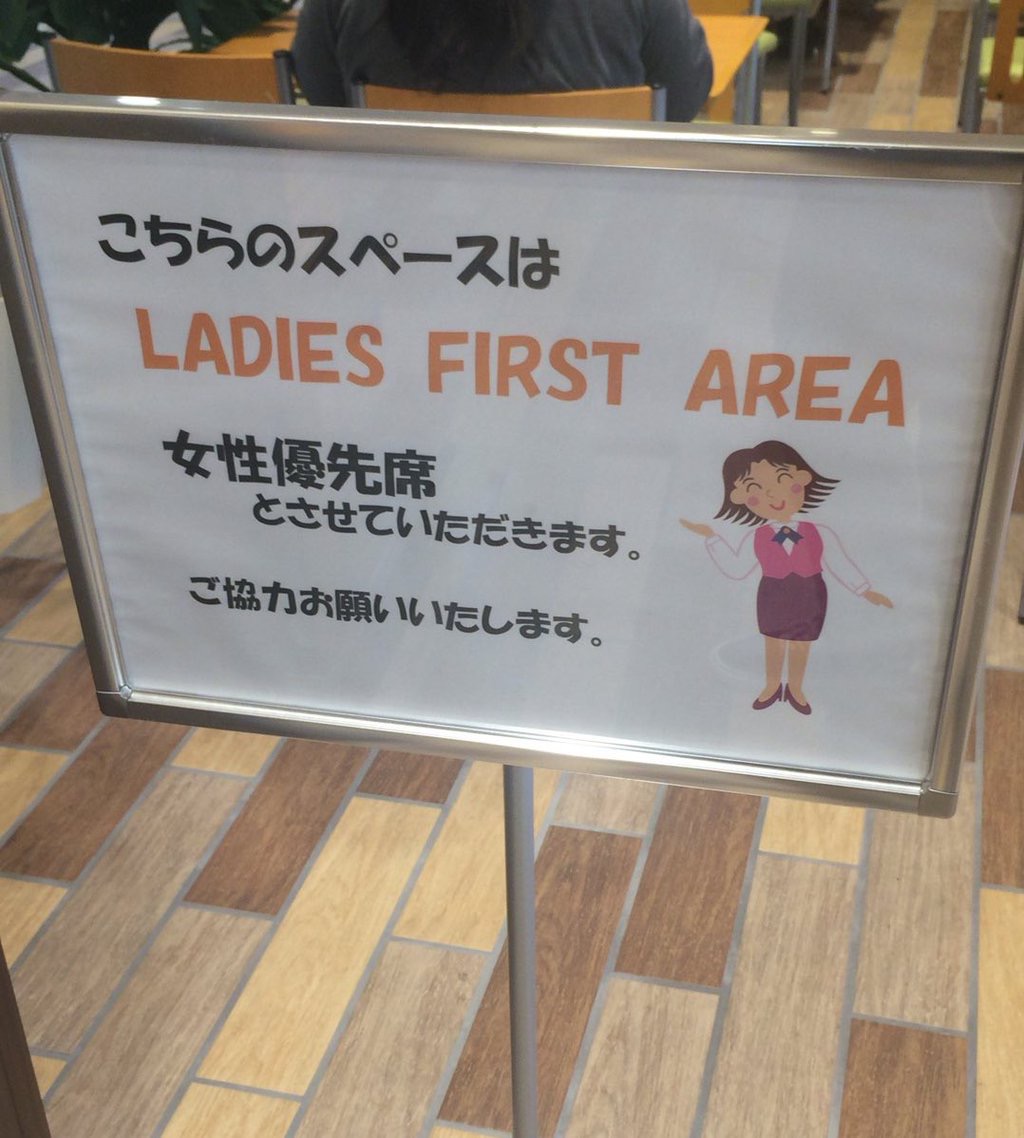 こちらのスペースは
LADIES FIRST AREA
女性優先席
とさせていただきます。
ご協力お願いいたします。